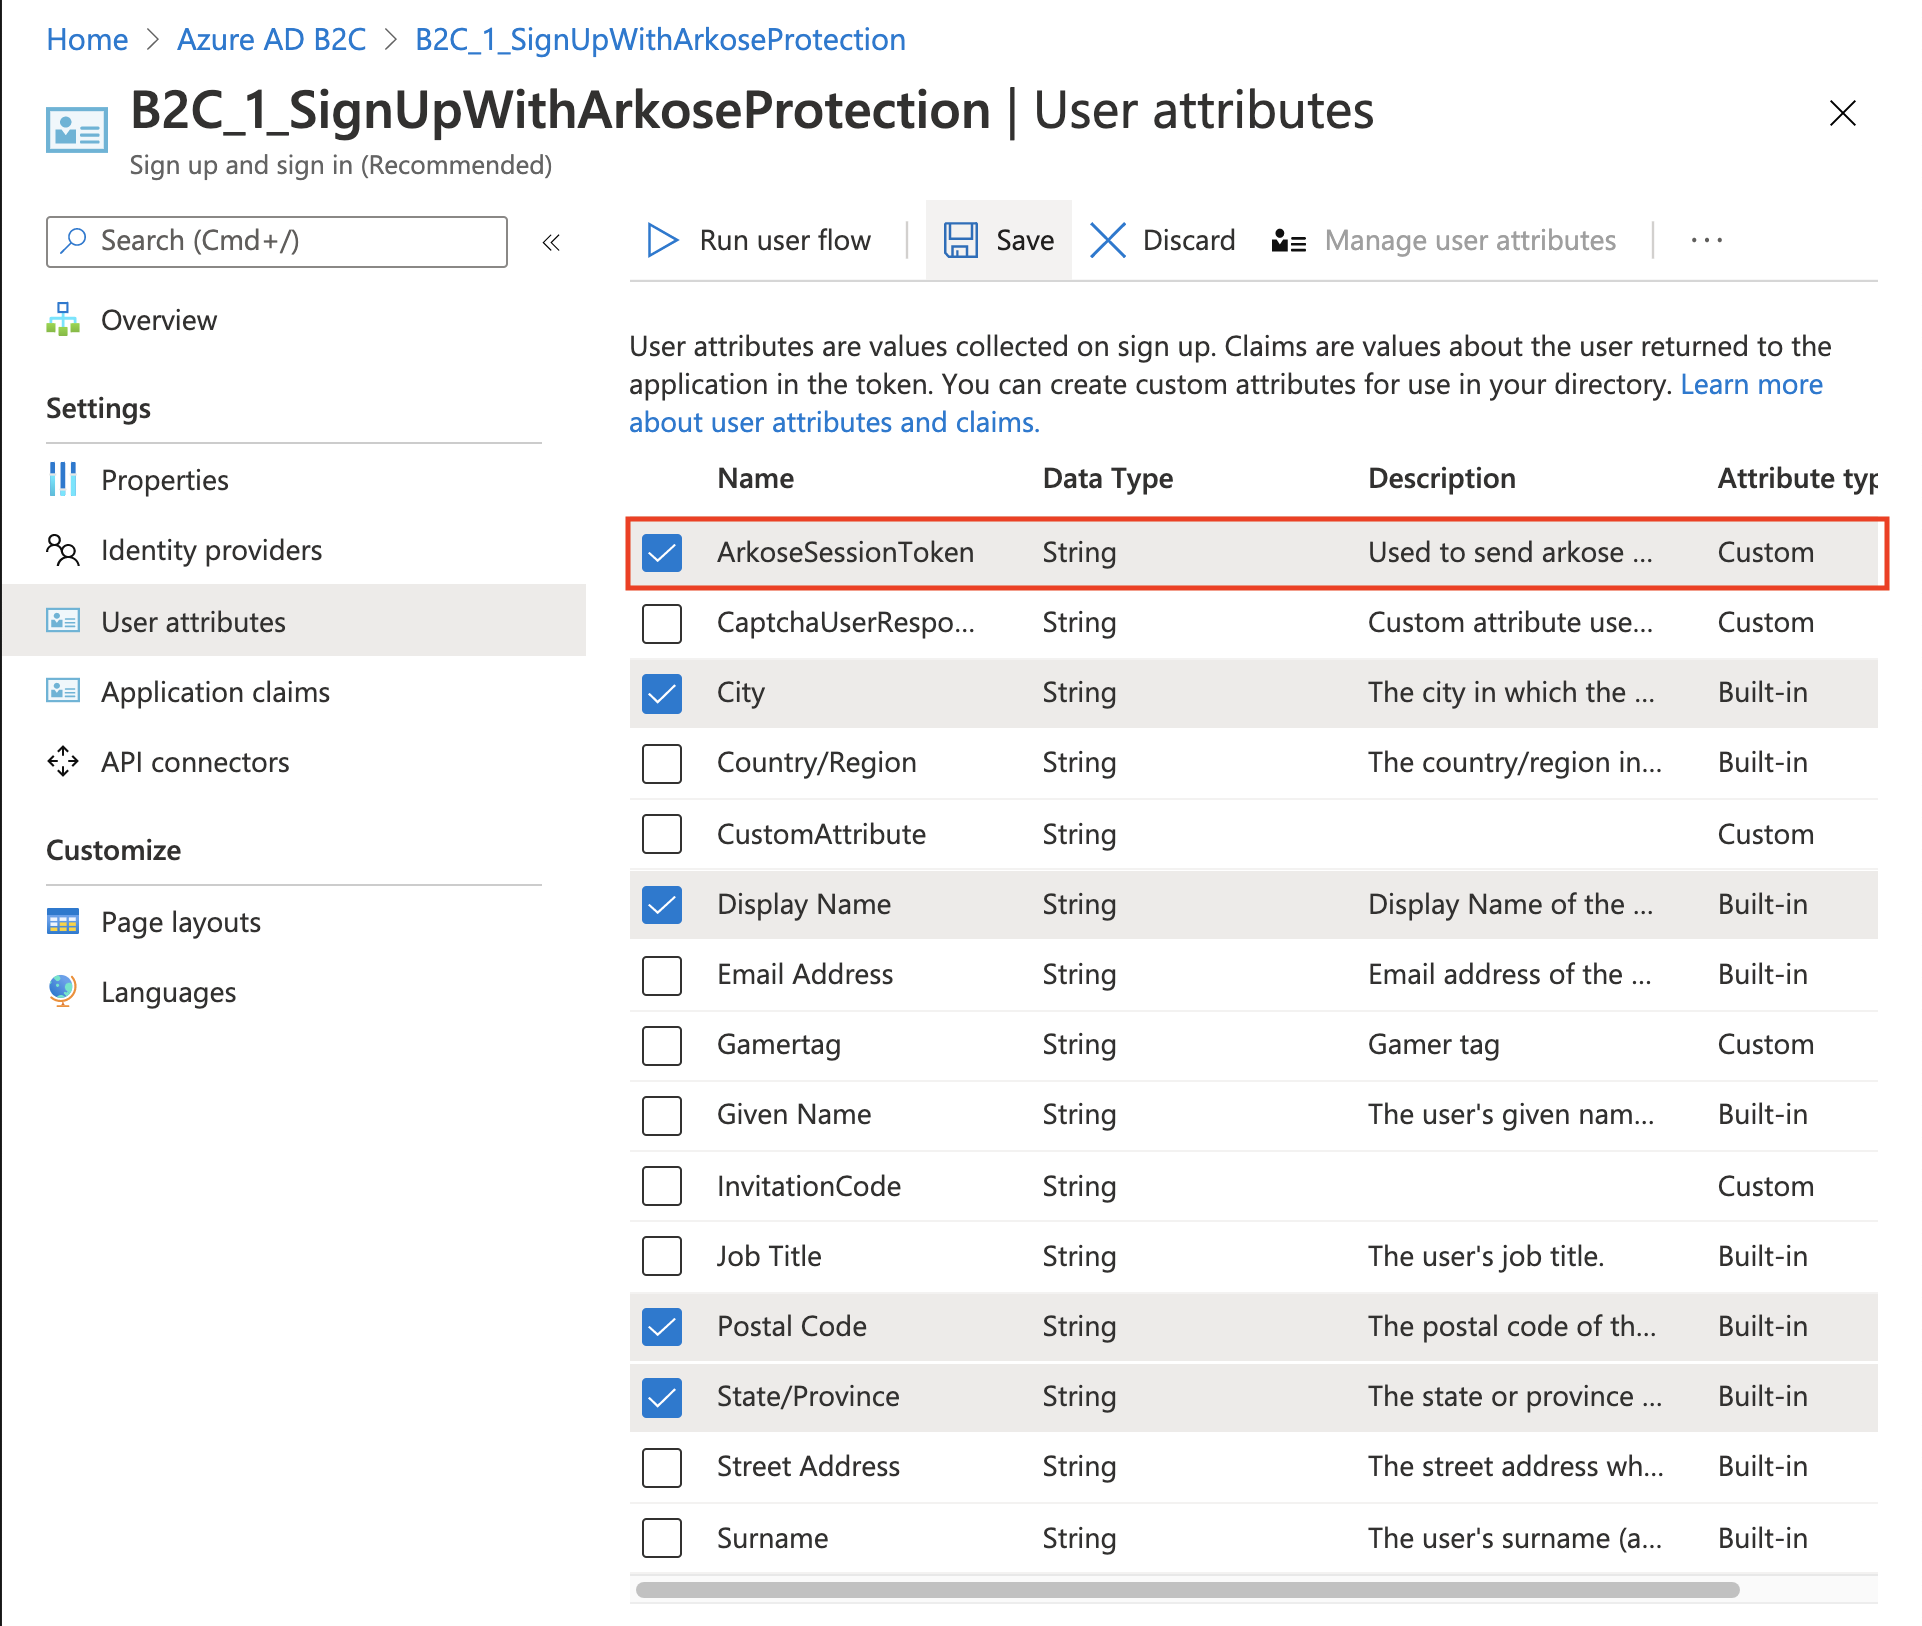 Home > Azure AD B2C > B2C_1_SignUpWithArkoseProtection
B2C_1_SignUpWithArkoseProtection | User attributes
Sign up and sign in (Recommended)
Search (Cmd+/)
«
Run user flow
Save
Discard
Manage user attributes
...
Overview
Settings
Properties
Identity providers
User attributes
Application claims
API connectors
Customize
Page layouts
Languages
User attributes are values collected on sign up. Claims are values about the user returned to the
application in the token. You can create custom attributes for use in your directory. Learn more
about user attributes and claims.
Name Data Type Description Attribute typ
ArkoseSessionToken String Used to send arkose ... Custom
CaptchaUserRespo... String Custom attribute use... Custom
City String The city in which the ... Built-in
Country/Region String The country/region in... Built-in
CustomAttribute String Custom
Display Name String Display Name of the ... Built-in
Email Address String Email address of the ... Built-in
Gamertag String Gamer tag Custom
Given Name String The user's given nam... Built-in
InvitationCode String Custom
Job Title String The user's job title. Built-in
Postal Code String The postal code of th... Built-in
State/Province String The state or province ... Built-in
Street Address String The street address wh... Built-in
Surname String The user's surname (a... Built-in